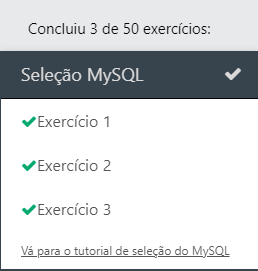 Concluiu 3 de 50 exercícios:
Seleção MySQL
Exercício 1
Exercício 2
Exercício 3
Vá para o tutorial de seleção do MySQL